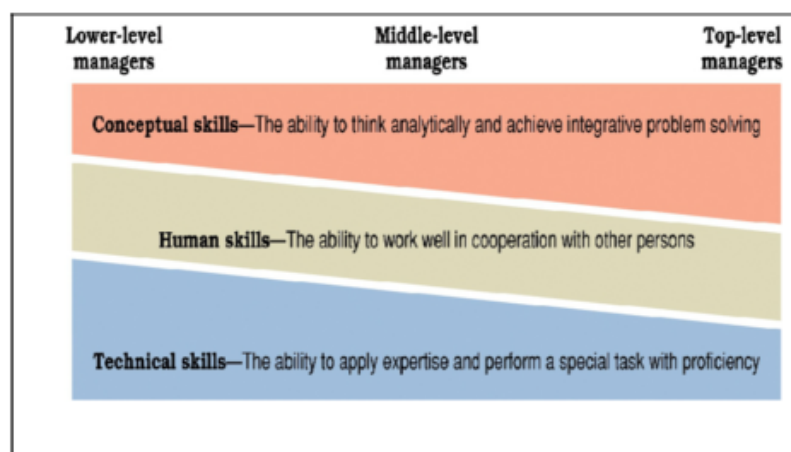 Lower-level managers
Middle-level managers
Top-level managers
Conceptual skills—The ability to think analytically and achieve integrative problem solving
Human skills—The ability to work well in cooperation with other persons
Technical skills—The ability to apply expertise and perform a special task with proficiency